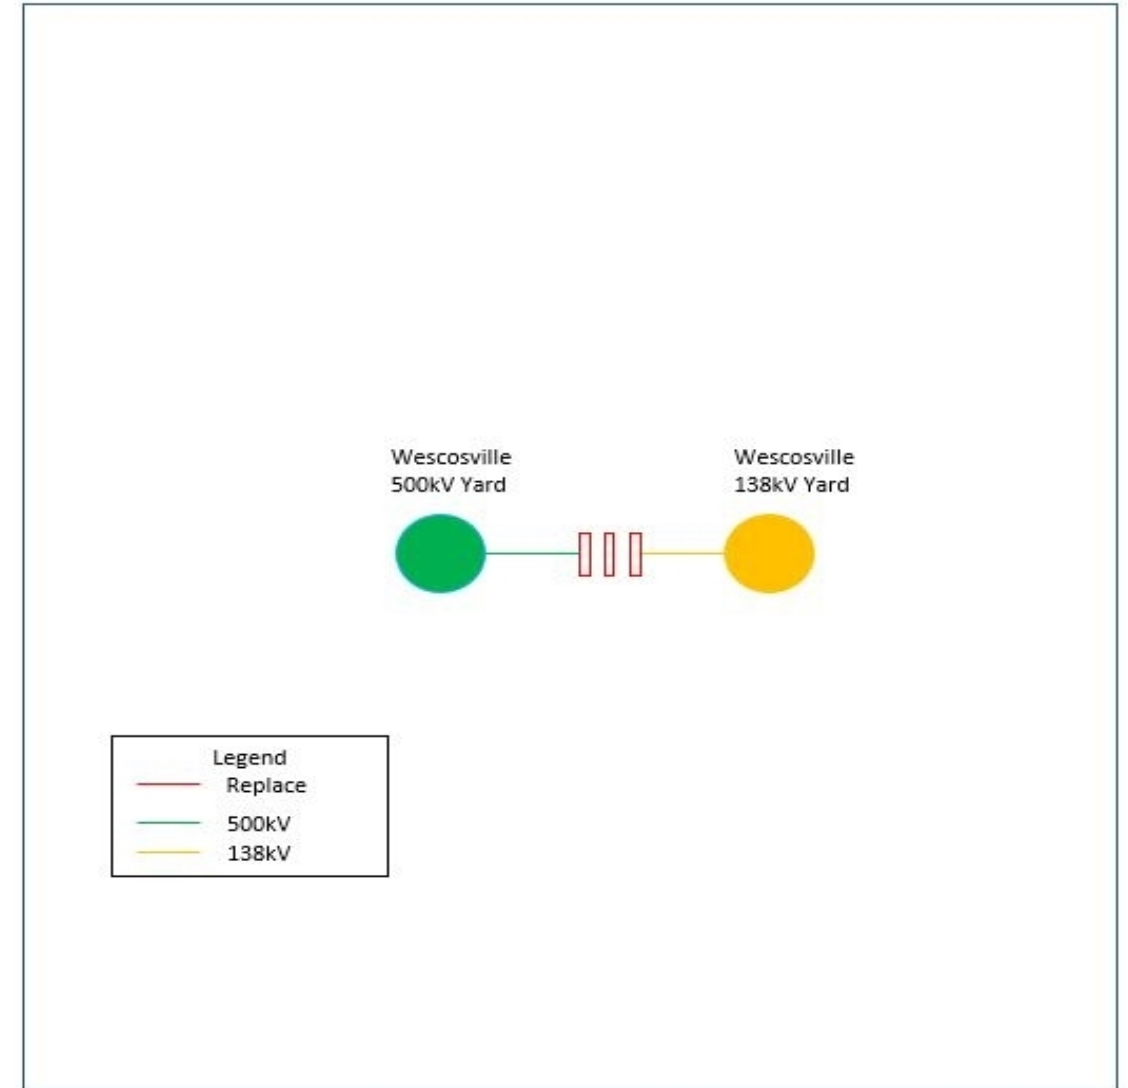 Wescosville
500kV Yard
Wescosville
138kV Yard
Legend
Replace
500kV
138kV